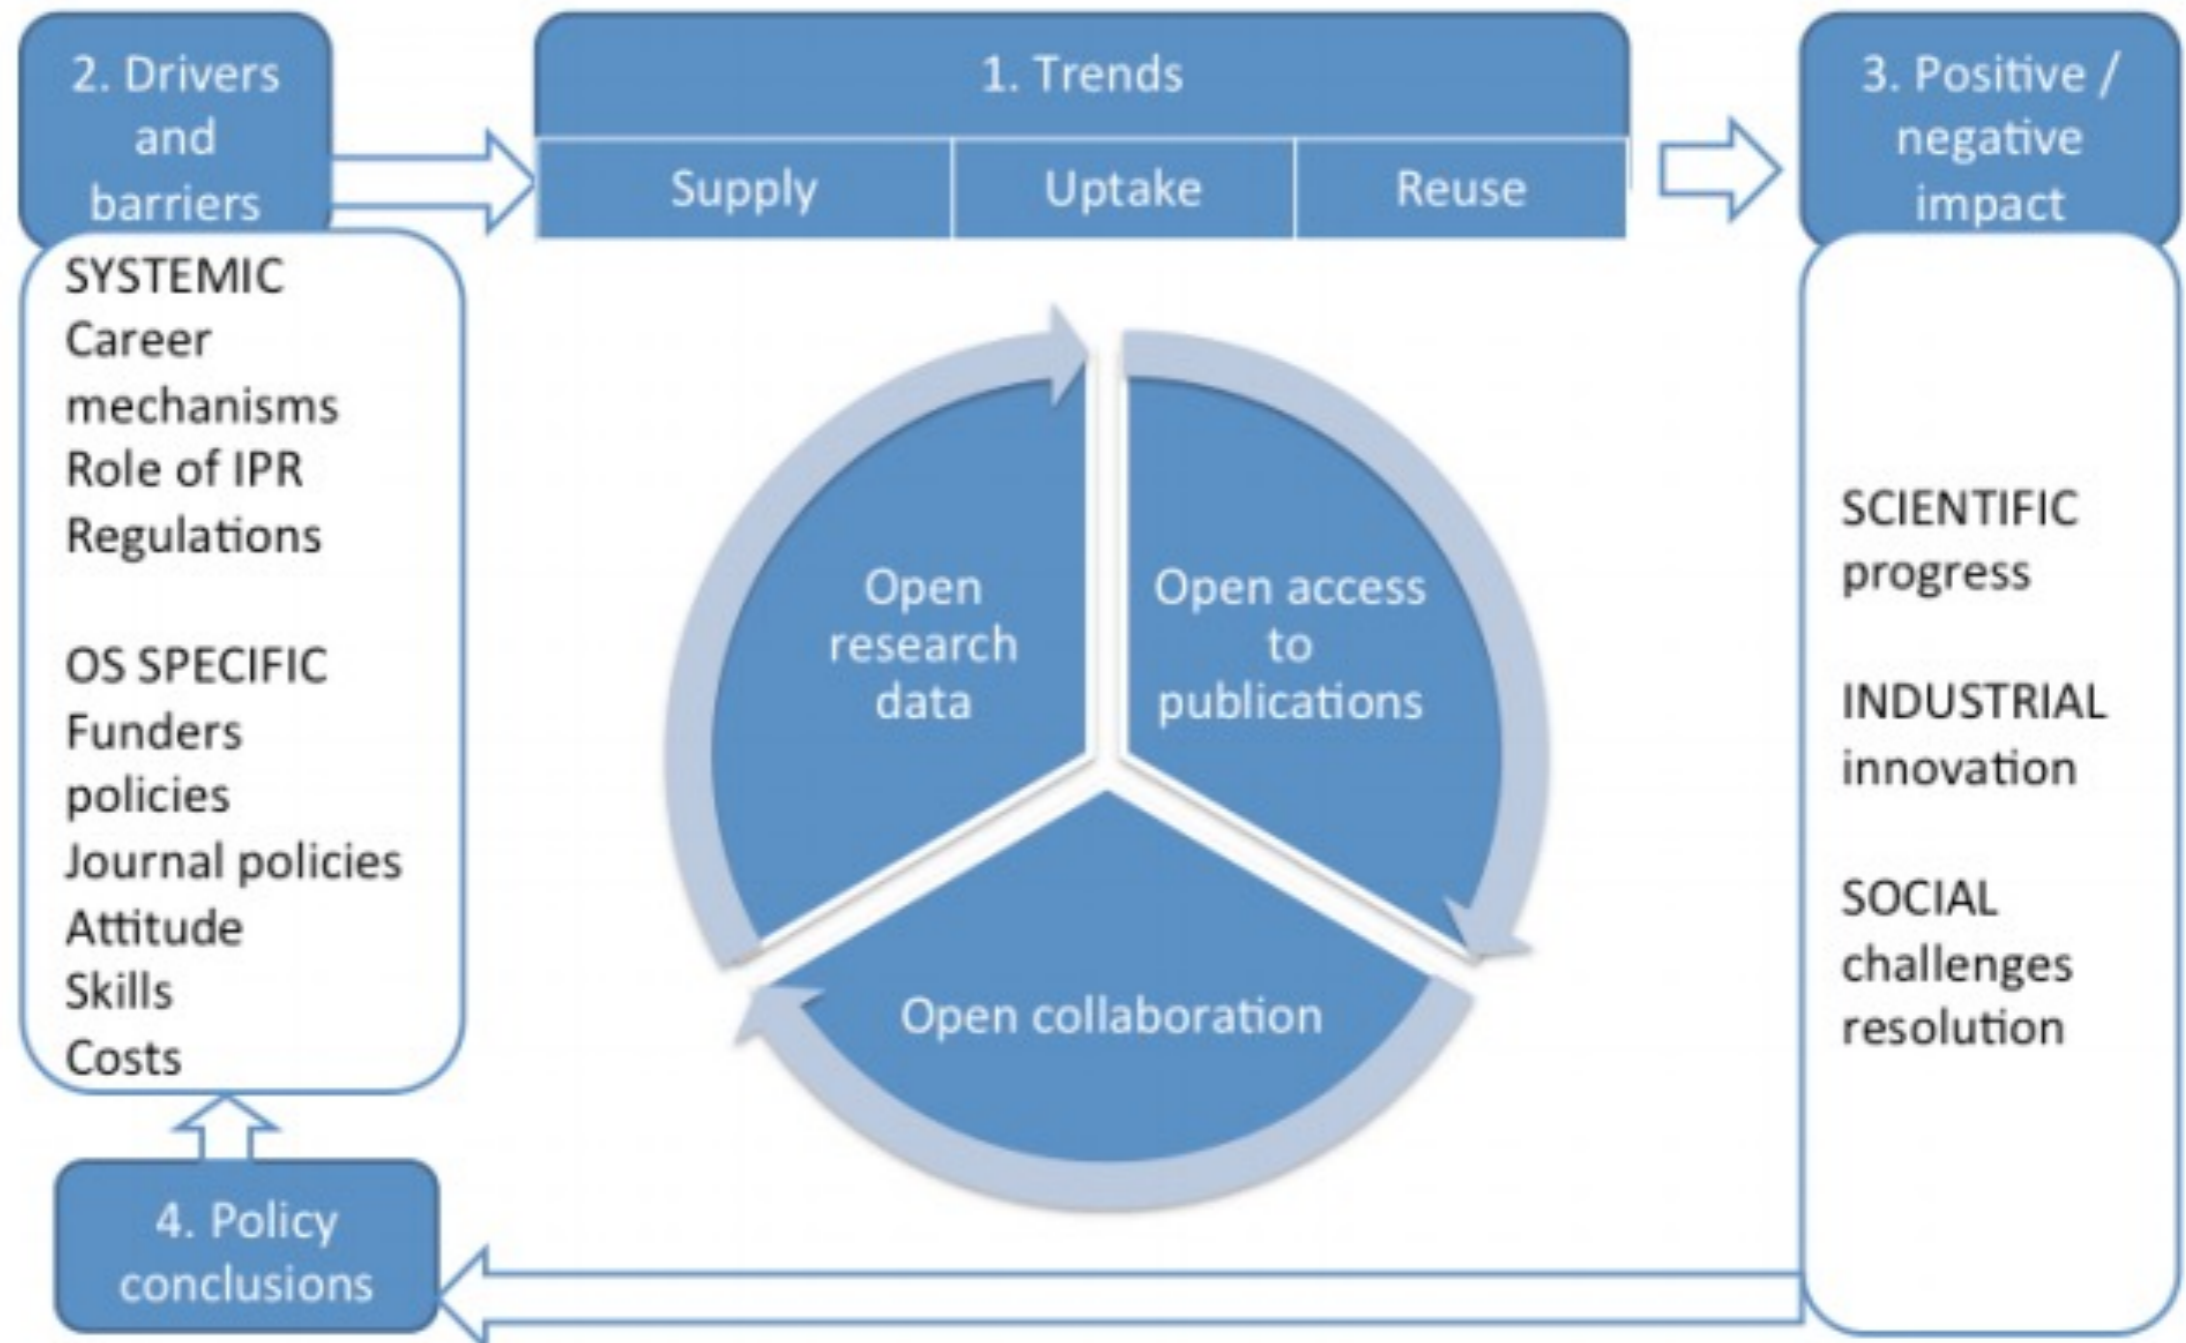 2. Drivers
and
barriers
SYSTEMIC
Career
mechanisms
Role of IPR
Regulations
OS SPECIFIC
Funders
policies
Journal policies
Attitude
Skills
Costs
1. Trends
Supply
Uptake
Reuse
Open
research
data
Open access
to
publications
Open collaboration
3. Positive /
negative
impact
SCIENTIFIC
progress
INDUSTRIAL
innovation
SOCIAL
challenges
resolution
4. Policy
conclusions